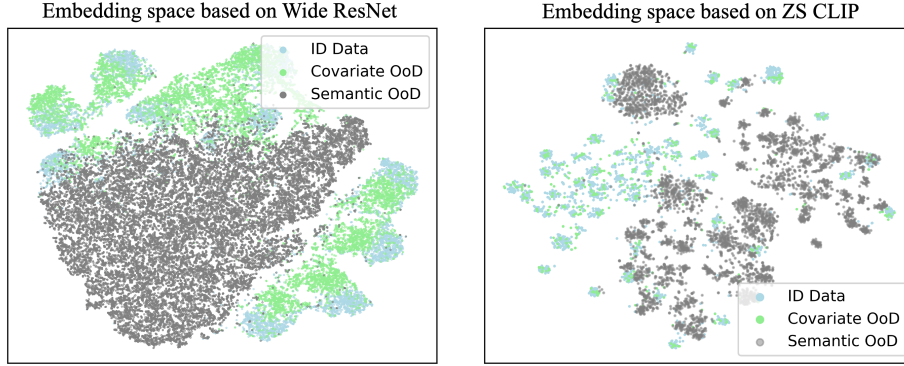 Embedding space based on Wide ResNet
ID Data
Covariate OoD
Semantic OoD
Embedding space based on ZS CLIP
ID Data
Covariate OoD
Semantic OoD